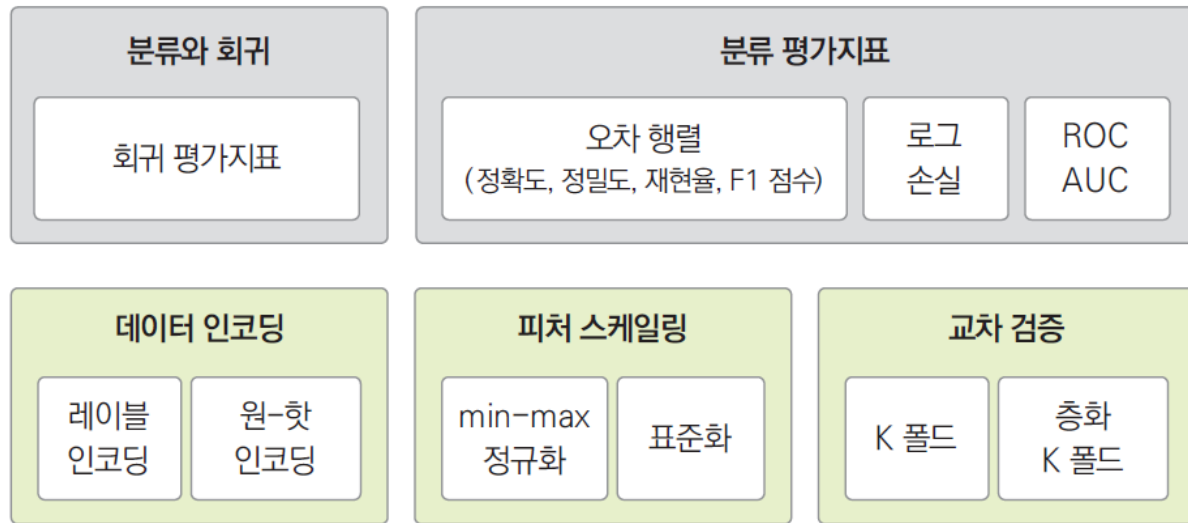 분류와 회귀
회귀 평가지표
분류 평가지표
오차 행렬
(정확도, 정밀도, 재현율, F1 점수)
로그
손실
ROC
AUC
데이터 인코딩
레이블
인코딩
원-핫
인코딩
피처 스케일링
min-max
정규화
표준화
교차 검증
K 폴드
층화
K 폴드